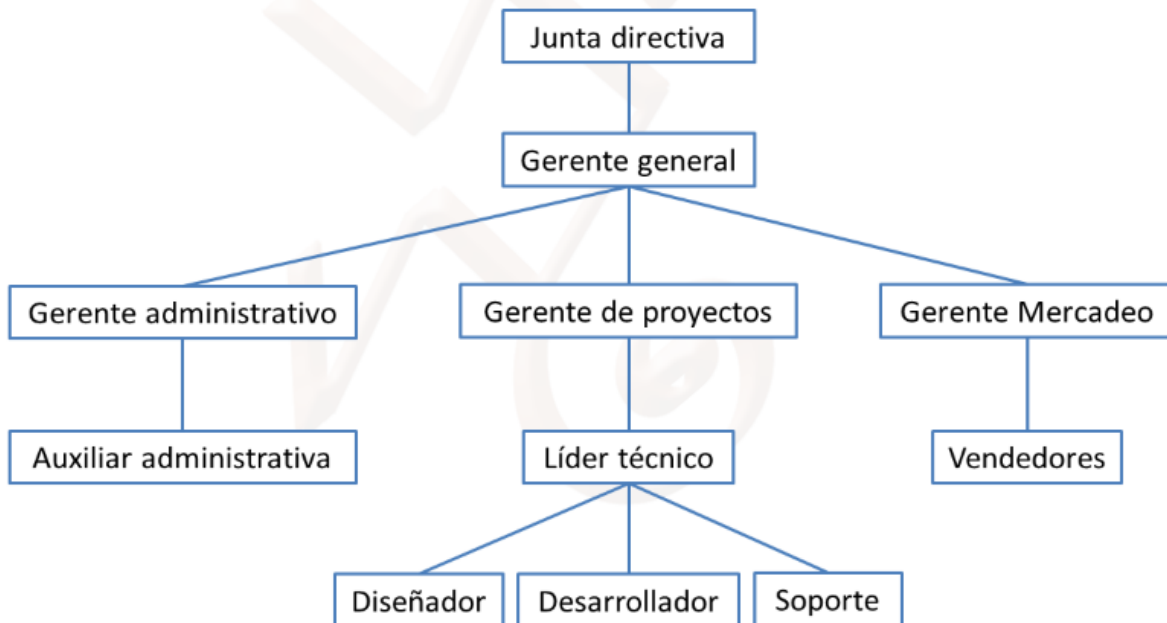 Junta directiva
Gerente general
Gerente administrativo
Gerente de proyectos
Gerente Mercadeo
Auxiliar administrativa
Líder técnico
Vendedores
Diseñador
Desarrollador
Soporte